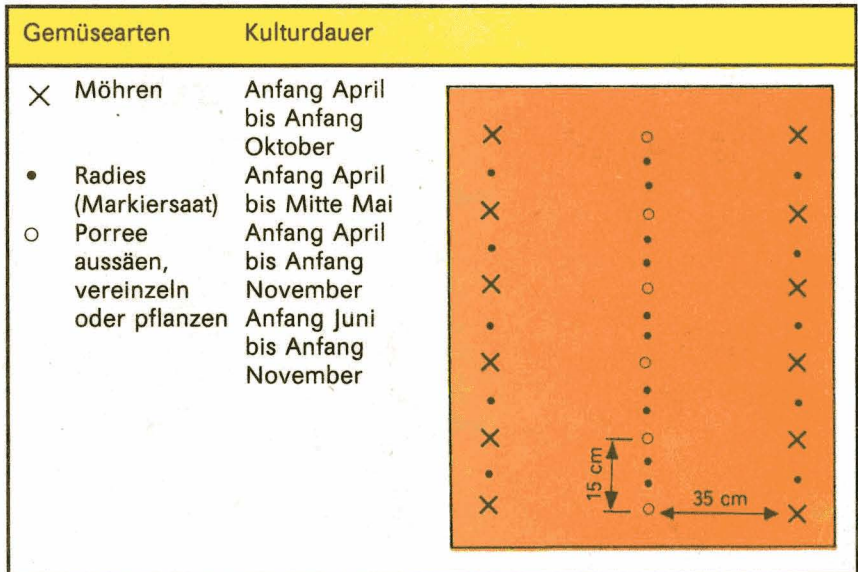 Gemüsearten Kulturdauer
× Möhren Anfang April
bis Anfang
Oktober
• Radies Anfang April
(Markiersaat) bis Mitte Mai
○ Porree Anfang April
aussäen, bis Anfang
vereinzeln November
oder pflanzen Anfang Juni
bis Anfang
November
15 cm
35 cm